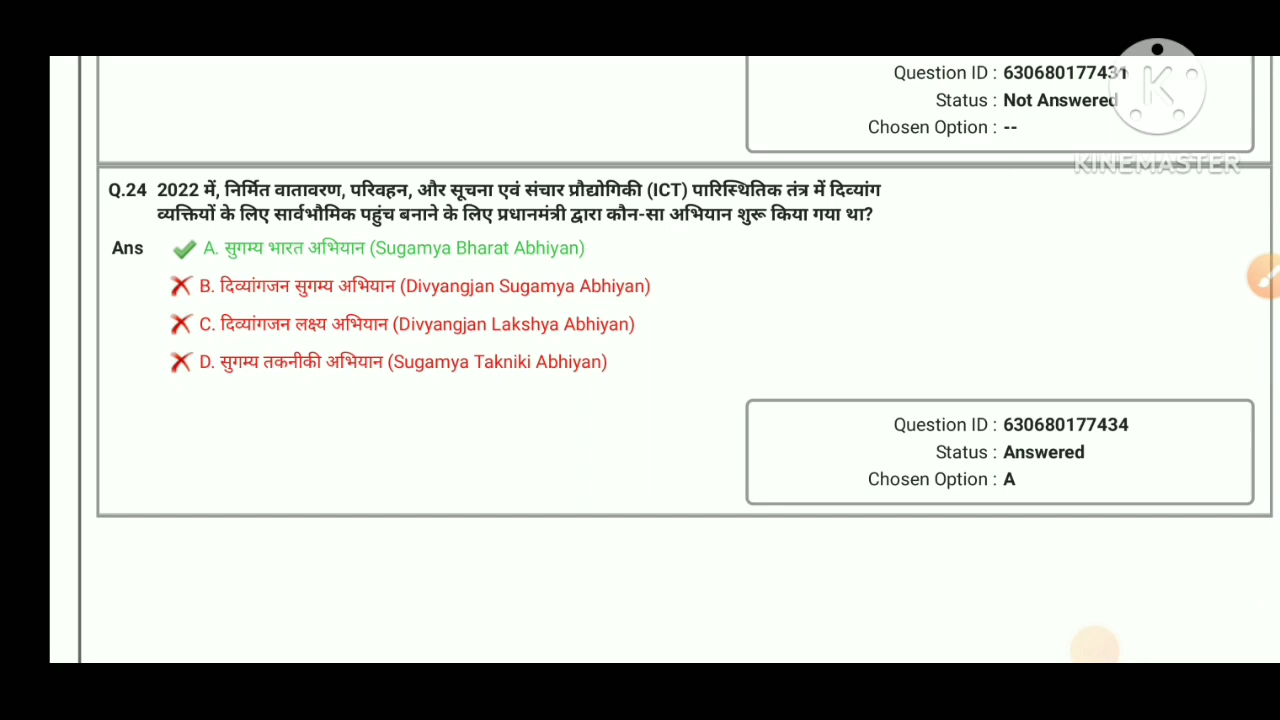 Question ID : 630680177431
Status : Not Answered
Chosen Option : --
KINEMASTER
Q.24 2022 में, निर्मित वातावरण, परिवहन, और सूचना एवं संचार प्रौद्योगिकी (ICT) पारिस्थितिक तंत्र में दिव्यांग
व्यक्तियों के लिए सार्वभौमिक पहुंच बनाने के लिए प्रधानमंत्री द्वारा कौन-सा अभियान शुरू किया गया था?
Ans A. सुगम्य भारत अभियान (Sugamya Bharat Abhiyan)
B. दिव्यांगजन सुगम्य अभियान (Divyangjan Sugamya Abhiyan)
C. दिव्यांगजन लक्ष्य अभियान (Divyangjan Lakshya Abhiyan)
D. सुगम्य तकनीकी अभियान (Sugamya Takniki Abhiyan)
Question ID : 630680177434
Status : Answered
Chosen Option : A